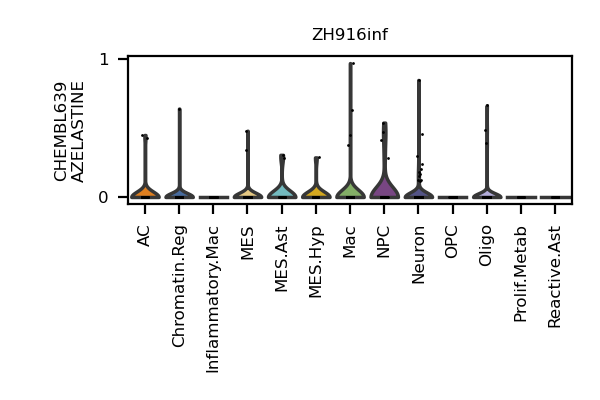 ZH916inf
CHEMBL639
AZELASTINE
1
0
AC
Chromatin.Reg
Inflammatory.Mac
MES
MES.Ast
MES.Hyp
Mac
NPC
Neuron
OPC
Oligo
Prolif.Metab
Reactive.Ast